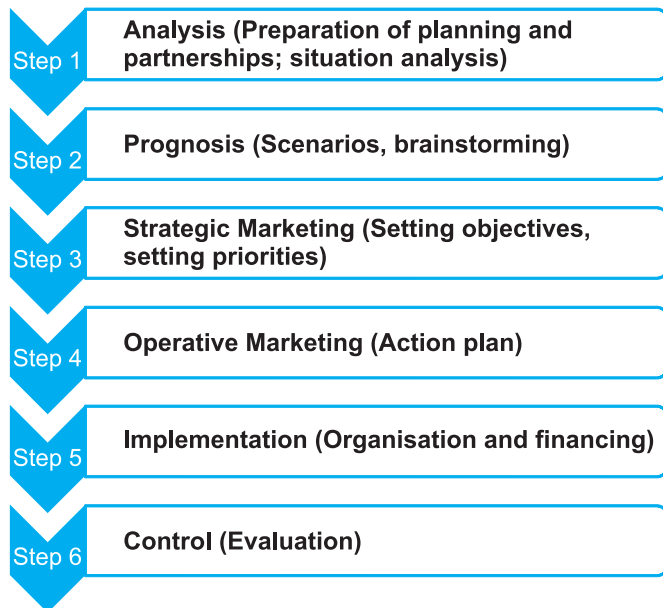 Step 1
Analysis (Preparation of planning and
partnerships; situation analysis)
Step 2
Prognosis (Scenarios, brainstorming)
Step 3
Strategic Marketing (Setting objectives,
setting priorities)
Step 4
Operative Marketing (Action plan)
Step 5
Implementation (Organisation and financing)
Step 6
Control (Evaluation)